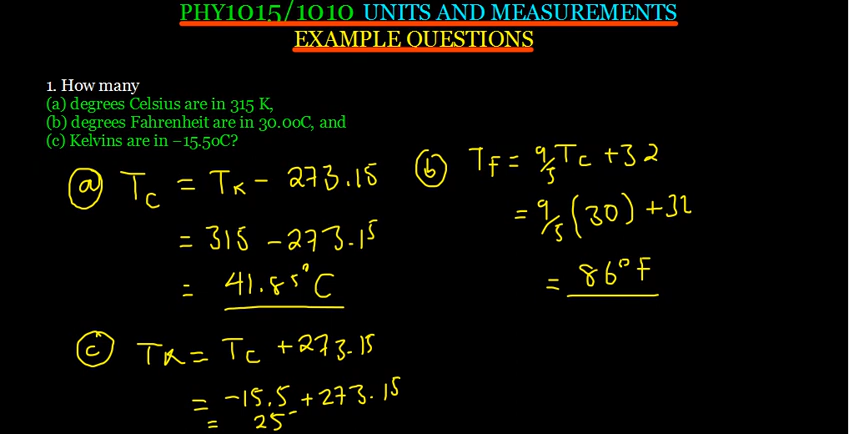 PHY1015/1010 UNITS AND MEASUREMENTS
EXAMPLE QUESTIONS
1. How many
(a) degrees Celsius are in 315 K,
(b) degrees Fahrenheit are in 30.00C, and
(c) Kelvins are in −15.50C?
(a) T_C = T_K − 273.15
= 315 − 273.15
= 41.85°C
(b) T_F = 9/5 T_C + 32
= 9/5 (30) + 32
= 86°F
(c) T_K = T_C + 273.15
= −15.5 + 273.15
= 25